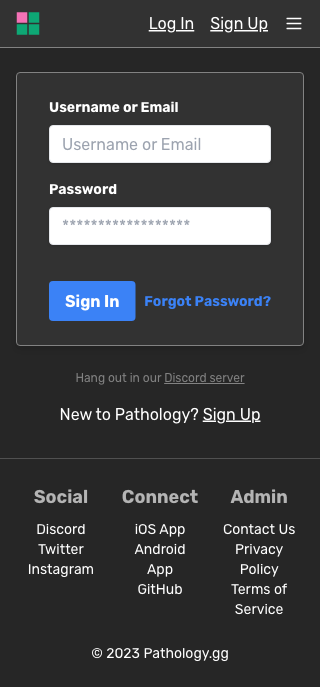 Log In Sign Up
Username or Email
Username or Email
Password
******************
Sign In Forgot Password?
Hang out in our Discord server
New to Pathology? Sign Up
Social
Discord
Twitter
Instagram
Connect
iOS App
Android
App
GitHub
Admin
Contact Us
Privacy
Policy
Terms of
Service
© 2023 Pathology.gg